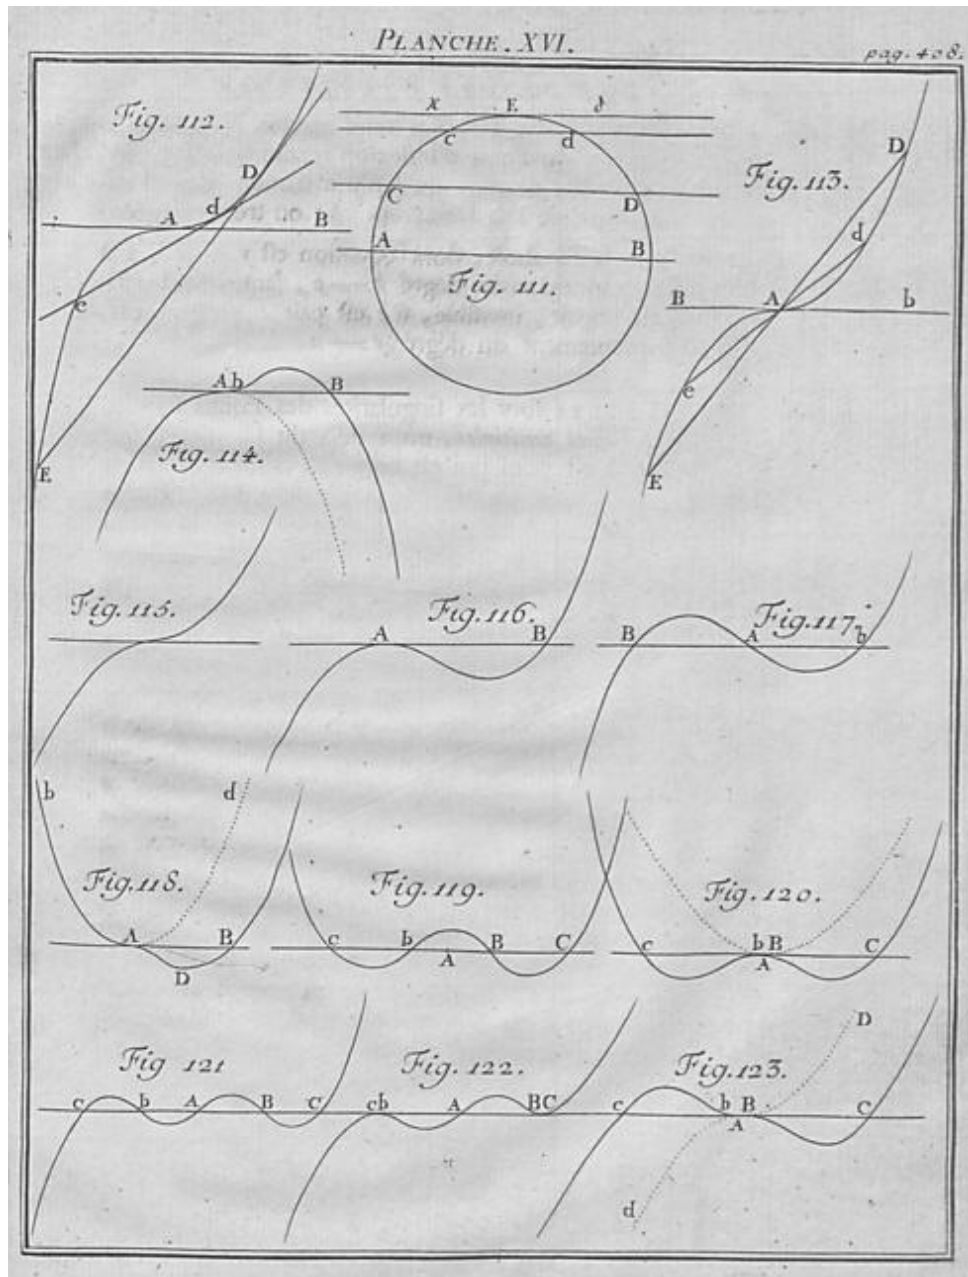 PLANCHE. XVI.
pag. 408.
Fig. 112.
D
d
A
B
e
E
x E δ
c d
C D
A B
Fig. 111.
Fig. 113.
D
d
B A b
e
E
A b B
Fig. 114.
Fig. 115.
Fig. 116.
A B
Fig. 117.
B A b
b d
Fig. 118.
A B
D
Fig. 119.
c b B C
A
Fig. 120.
c b B C
A
Fig 121
c b A B C
Fig. 122.
c b A B C
Fig. 123.
D
c b B C
A
d